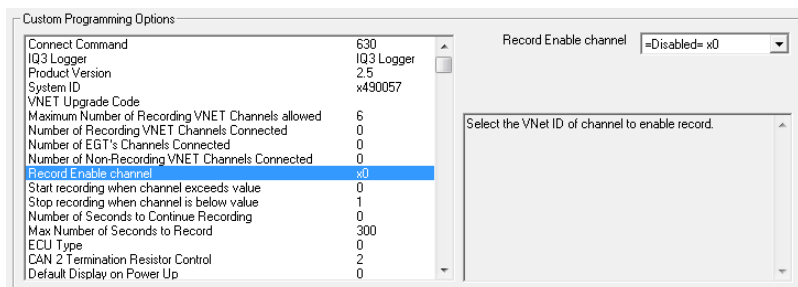 Custom Programming Options
Connect Command 630
IQ3 Logger IQ3 Logger
Product Version 2.5
System ID x490057
VNET Upgrade Code
Maximum Number of Recording VNET Channels allowed 6
Number of Recording VNET Channels Connected 0
Number of EGT's Channels Connected 0
Number of Non-Recording VNET Channels Connected 0
Record Enable channel x0
Start recording when channel exceeds value 0
Stop recording when channel is below value 1
Number of Seconds to Continue Recording 0
Max Number of Seconds to Record 300
ECU Type 0
CAN 2 Termination Resistor Control 2
Default Display on Power Up 0
Record Enable channel =Disabled= x0
Select the VNet ID of channel to enable record.